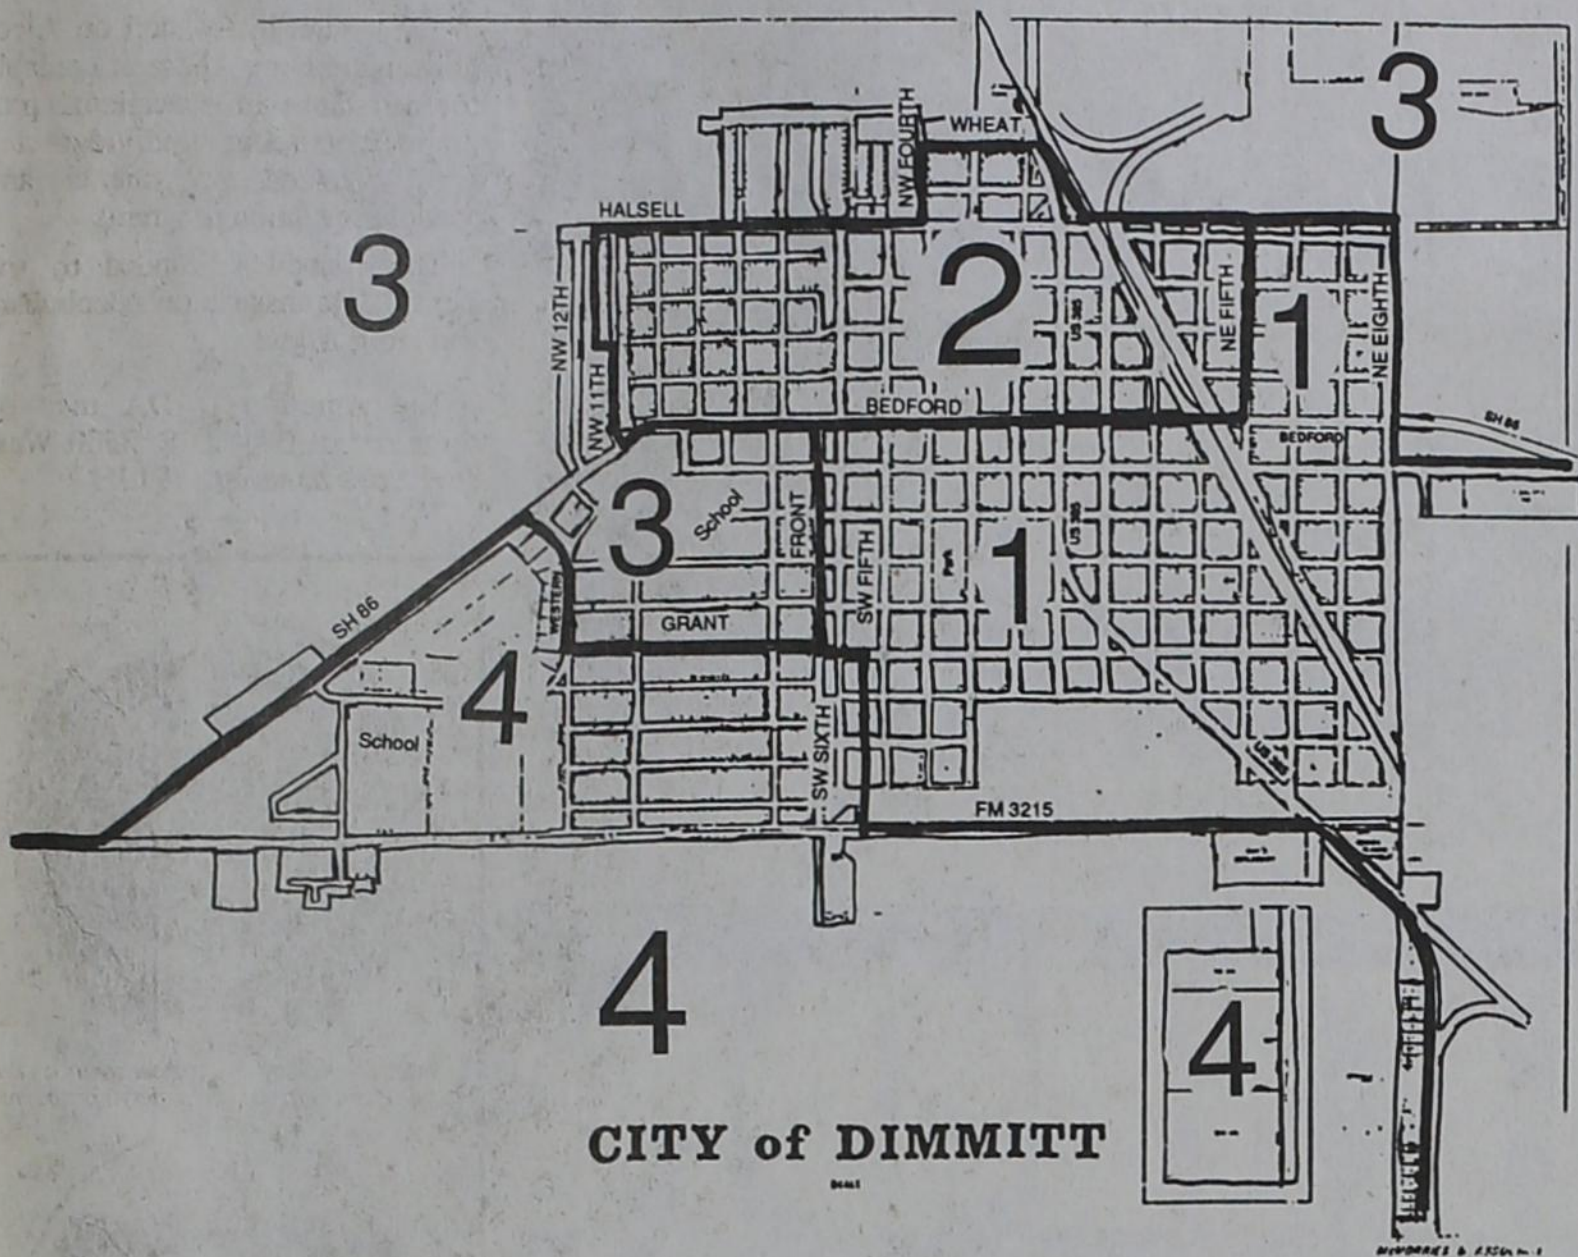 3
WHEAT
NW FOURTH
HALSELL
3
2
1
NW 12TH
US 385
NE FIFTH
NE EIGHTH
NW 11TH
BEDFORD
SH 86
BEDFORD
3
School
FRONT
US 385
SW FIFTH
Park
1
WESTERN
SH 86
GRANT
4
School
SW SIXTH
US 385
FM 3215
4
4
CITY of DIMMITT